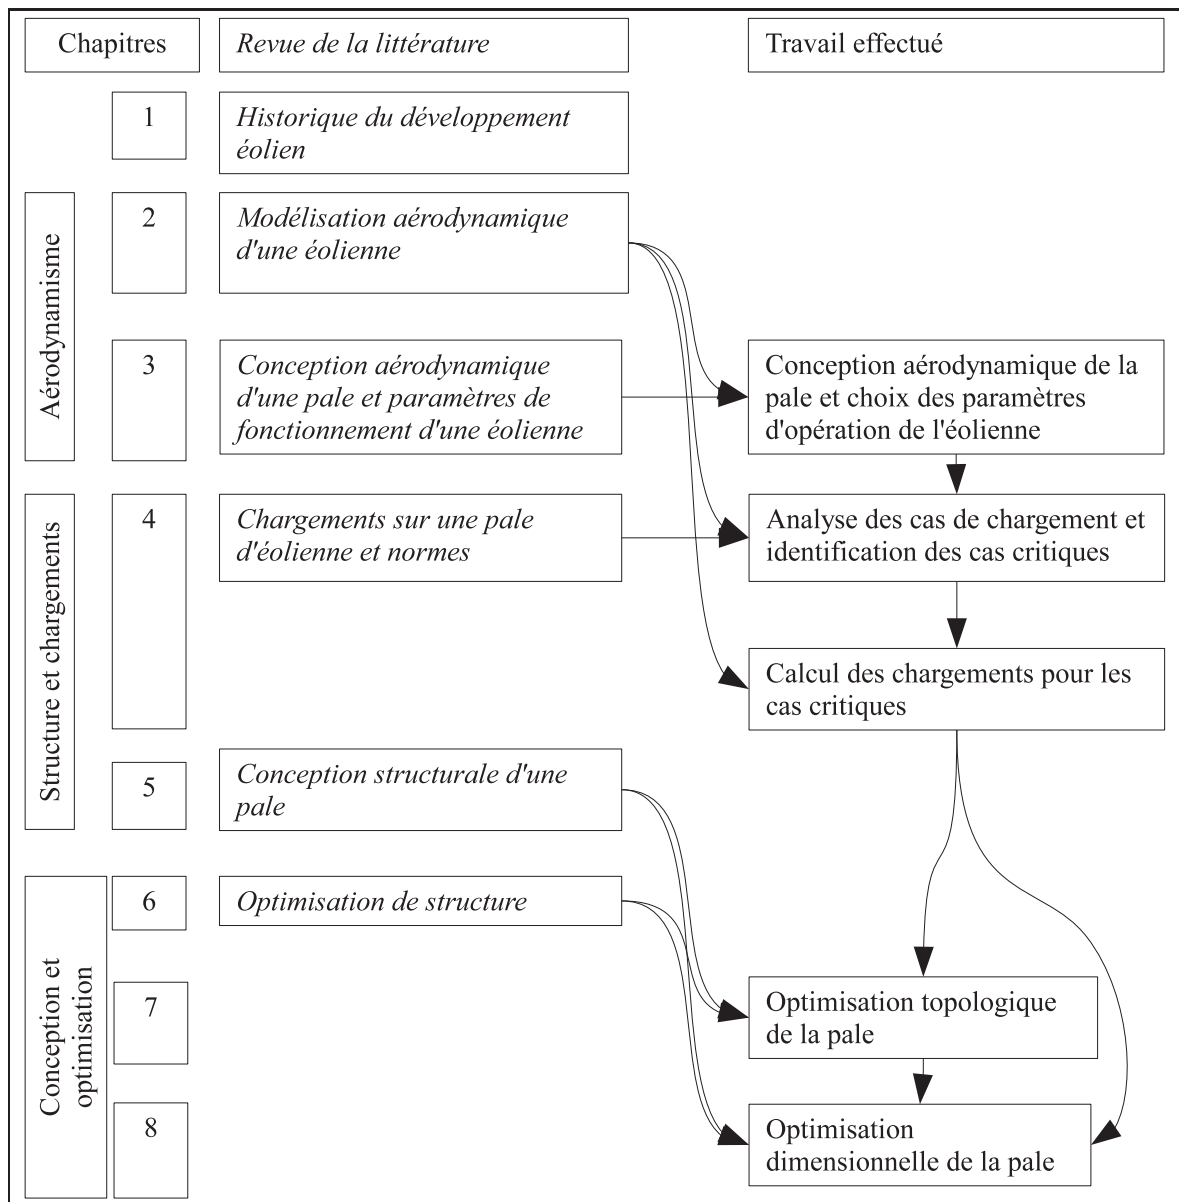 Chapitres
Revue de la littérature
Travail effectué
1
Historique du développement
éolien
Aérodynamisme
2
Modélisation aérodynamique
d'une éolienne
3
Conception aérodynamique
d'une pale et paramètres de
fonctionnement d'une éolienne
Conception aérodynamique de la
pale et choix des paramètres
d'opération de l'éolienne
Structure et chargements
4
Chargements sur une pale
d'éolienne et normes
Analyse des cas de chargement et
identification des cas critiques
Calcul des chargements pour les
cas critiques
5
Conception structurale d'une
pale
Conception et
optimisation
6
Optimisation de structure
7
Optimisation topologique
de la pale
8
Optimisation
dimensionnelle de la pale